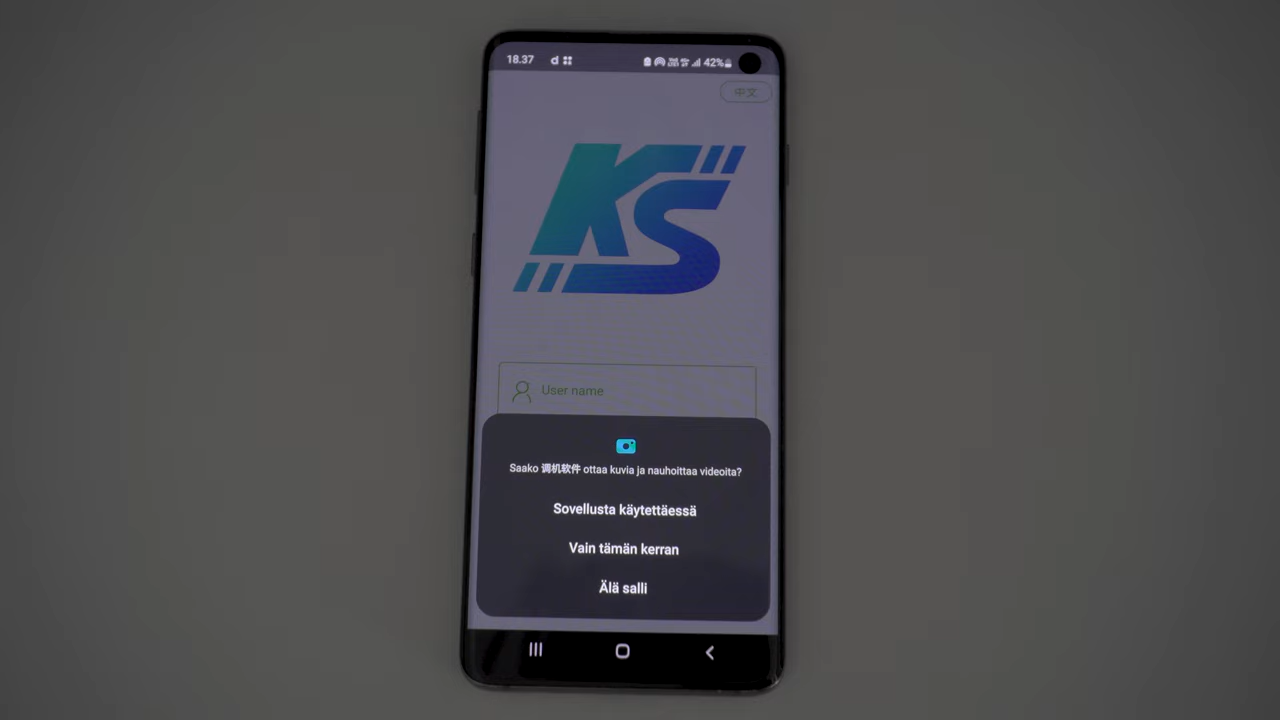 18.37
42%
中文
KS
User name
Saako 调机软件 ottaa kuvia ja nauhoittaa videoita?
Sovellusta käytettäessä
Vain tämän kerran
Älä salli